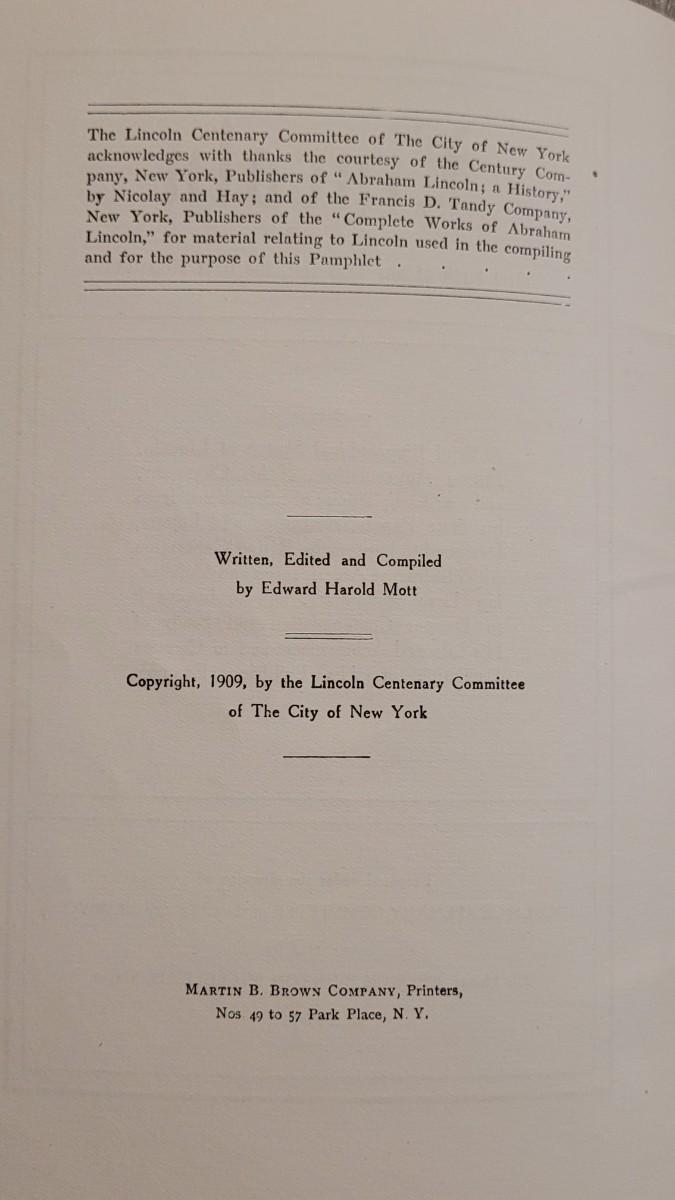 The Lincoln Centenary Committee of The City of New York
acknowledges with thanks the courtesy of the Century Com-
pany, New York, Publishers of “ Abraham Lincoln; a History,”
by Nicolay and Hay; and of the Francis D. Tandy Company,
New York, Publishers of the “Complete Works of Abraham
Lincoln,” for material relating to Lincoln used in the compiling
and for the purpose of this Pamphlet . . . . .
Written, Edited and Compiled
by Edward Harold Mott
Copyright, 1909, by the Lincoln Centenary Committee
of The City of New York
MARTIN B. BROWN COMPANY, Printers,
Nos 49 to 57 Park Place, N. Y.